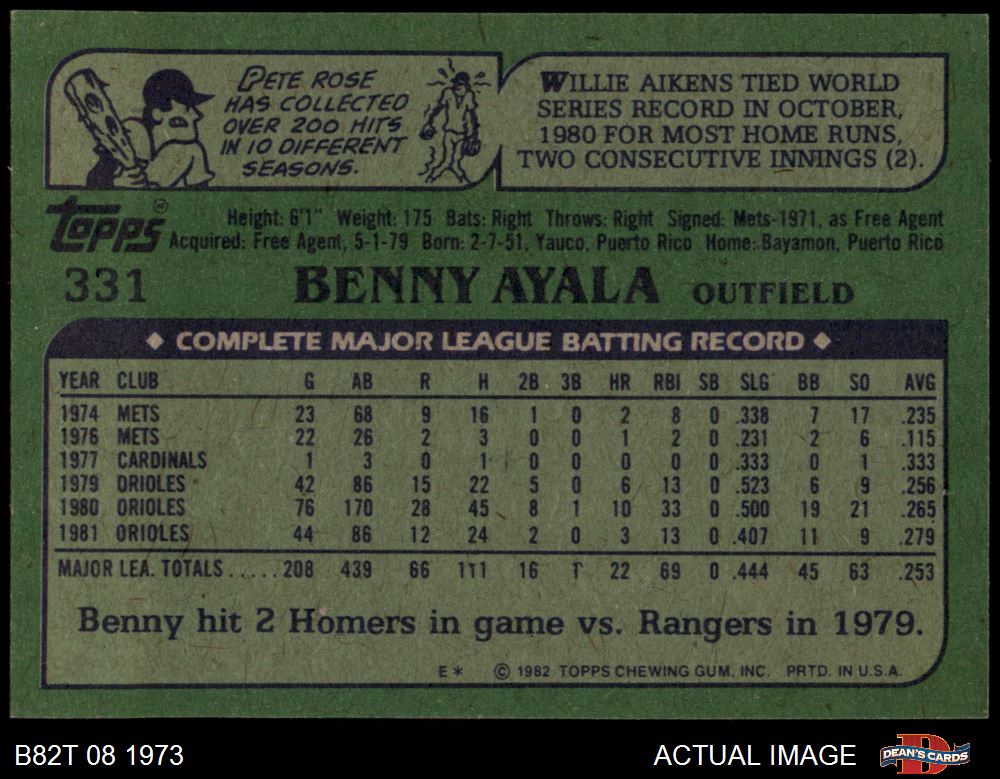 PETE ROSE
HAS COLLECTED
OVER 200 HITS
IN 10 DIFFERENT
SEASONS.
WILLIE AIKENS TIED WORLD
SERIES RECORD IN OCTOBER,
1980 FOR MOST HOME RUNS,
TWO CONSECUTIVE INNINGS (2).
Topps®
Height: 6'1" Weight: 175 Bats: Right Throws: Right Signed: Mets-1971, as Free Agent
Acquired: Free Agent, 5-1-79 Born: 2-7-51, Yauco, Puerto Rico Home: Bayamon, Puerto Rico
331 BENNY AYALA OUTFIELD
◆ COMPLETE MAJOR LEAGUE BATTING RECORD ◆
YEAR CLUB G AB R H 2B 3B HR RBI SB SLG BB SO AVG
1974 METS 23 68 9 16 1 0 2 8 0 .338 7 17 .235
1976 METS 22 26 2 3 0 0 1 2 0 .231 2 6 .115
1977 CARDINALS 1 3 0 1 0 0 0 0 0 .333 0 1 .333
1979 ORIOLES 42 86 15 22 5 0 6 13 0 .523 6 9 .256
1980 ORIOLES 76 170 28 45 8 1 10 33 0 .500 19 21 .265
1981 ORIOLES 44 86 12 24 2 0 3 13 0 .407 11 9 .279
MAJOR LEA. TOTALS.....208 439 66 111 16 1 22 69 0 .444 45 63 .253
Benny hit 2 Homers in game vs. Rangers in 1979.
E* © 1982 TOPPS CHEWING GUM, INC. PRTD. IN U.S.A.
B82T 08 1973 ACTUAL IMAGE DEAN'S CARDS